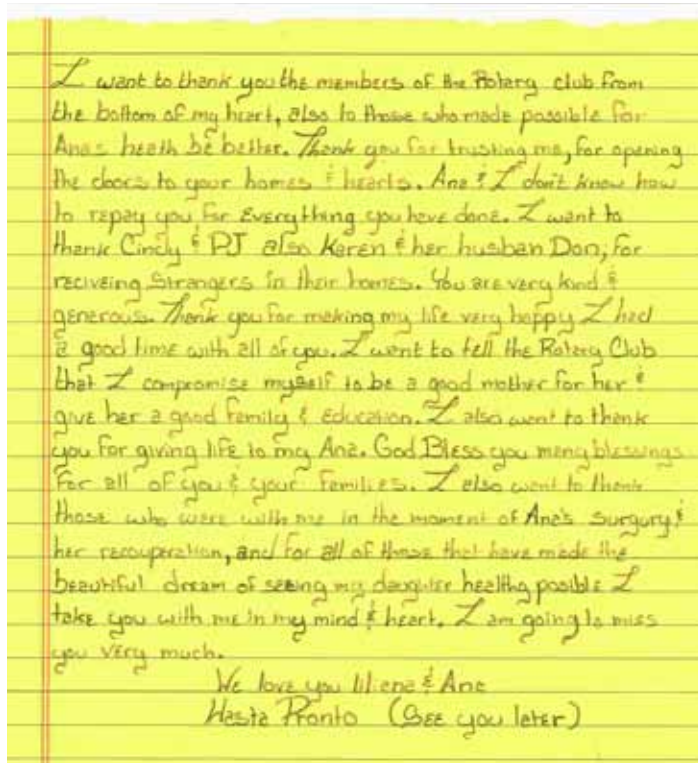 I want to thank you the members of the Rotary club from
the bottom of my heart, also to those who made possible for
Ana's heath be better. Thank you for trusting me, for opening
the doors to your homes & hearts. Ana & I don't know how
to repay you for Everything you have done. I want to
thank Cindy & PJ also Karen & her husban Don, for
reciveing strangers in their homes. You are very kind &
generous. Thank you for making my life very happy I had
a good time with all of you. I want to tell the Rotary Club
that I compromise myself to be a good mother for her &
give her a good family & Education. I also want to thank
you for giving life to my Ana. God Bless you many blessings
for all of you & your families. I also want to thank
those who were with me in the moment of Ana's surgury &
her recouperation, and for all of those that have made the
beautiful dream of seeing my daughter healthy posible I
take you with me in my mind & heart. I am going to miss
you very much.
We love you liliana & Ana
Hasta Pronto (See you later)